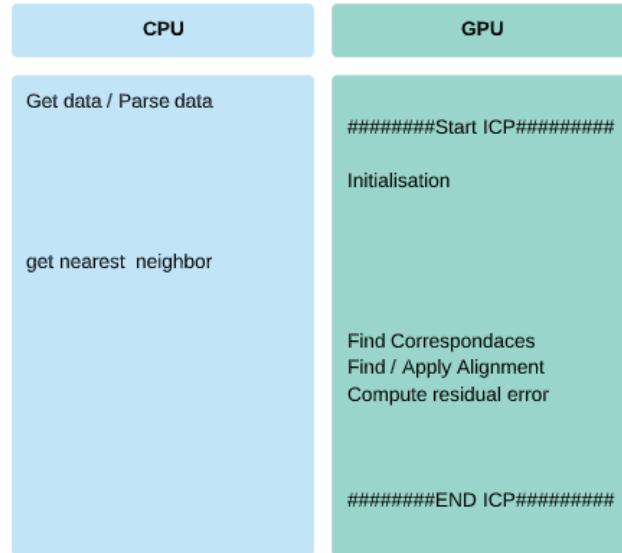 CPU
GPU
Get data / Parse data
########Start ICP#########
Initialisation
get nearest  neighbor
Find Correspondaces
Find / Apply Alignment
Compute residual error
########END ICP#########